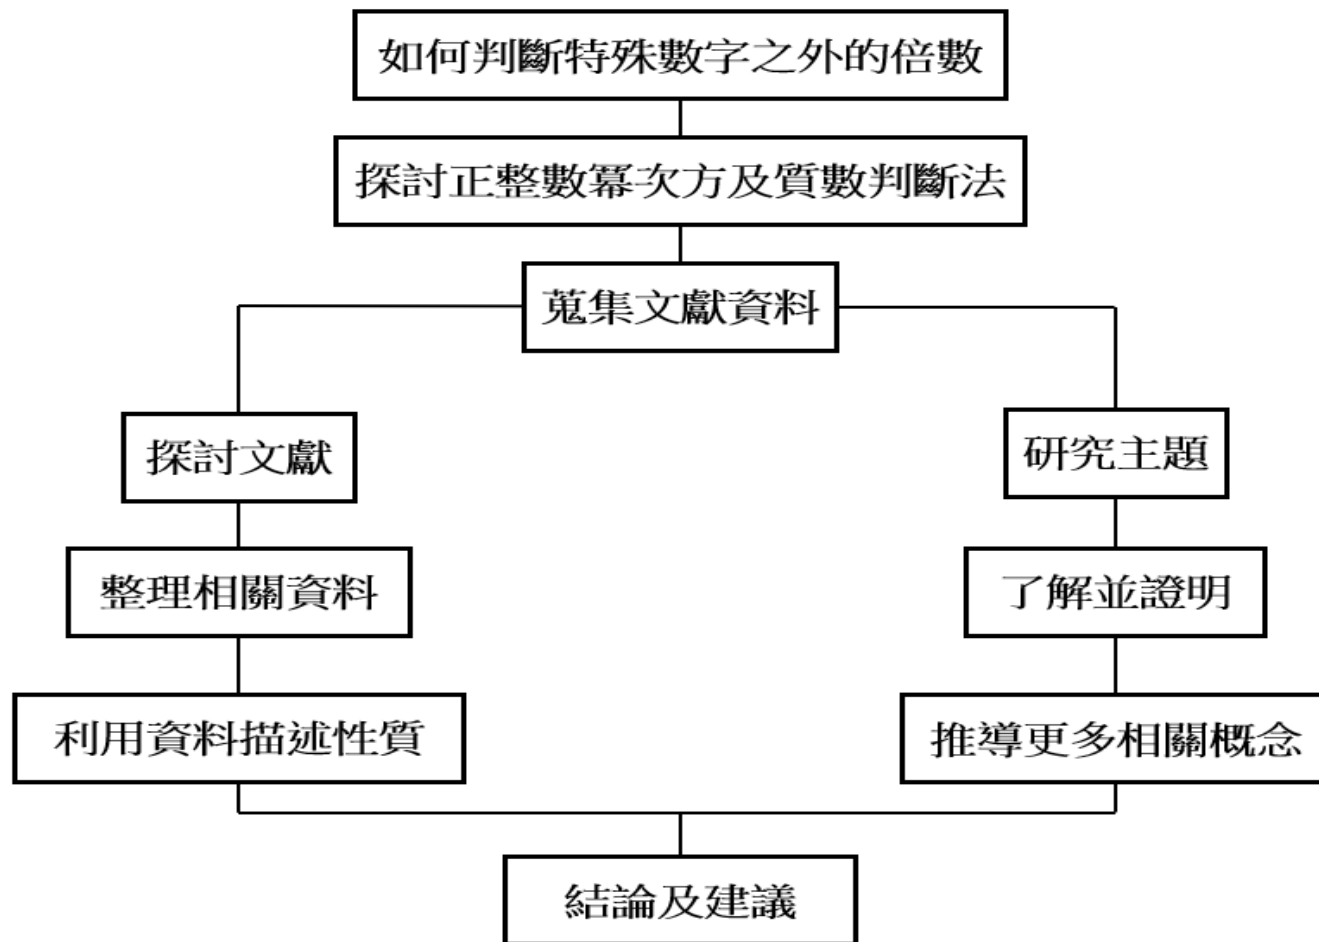 如何判斷特殊數字之外的倍數
探討正整數冪次方及質數判斷法
蒐集文獻資料
探討文獻
研究主題
整理相關資料
了解並證明
利用資料描述性質
推導更多相關概念
結論及建議